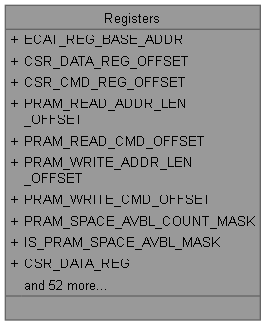 Registers
+ ECAT_REG_BASE_ADDR
+ CSR_DATA_REG_OFFSET
+ CSR_CMD_REG_OFFSET
+ PRAM_READ_ADDR_LEN
_OFFSET
+ PRAM_READ_CMD_OFFSET
+ PRAM_WRITE_ADDR_LEN
_OFFSET
+ PRAM_WRITE_CMD_OFFSET
+ PRAM_SPACE_AVBL_COUNT_MASK
+ IS_PRAM_SPACE_AVBL_MASK
+ CSR_DATA_REG
and 52 more...